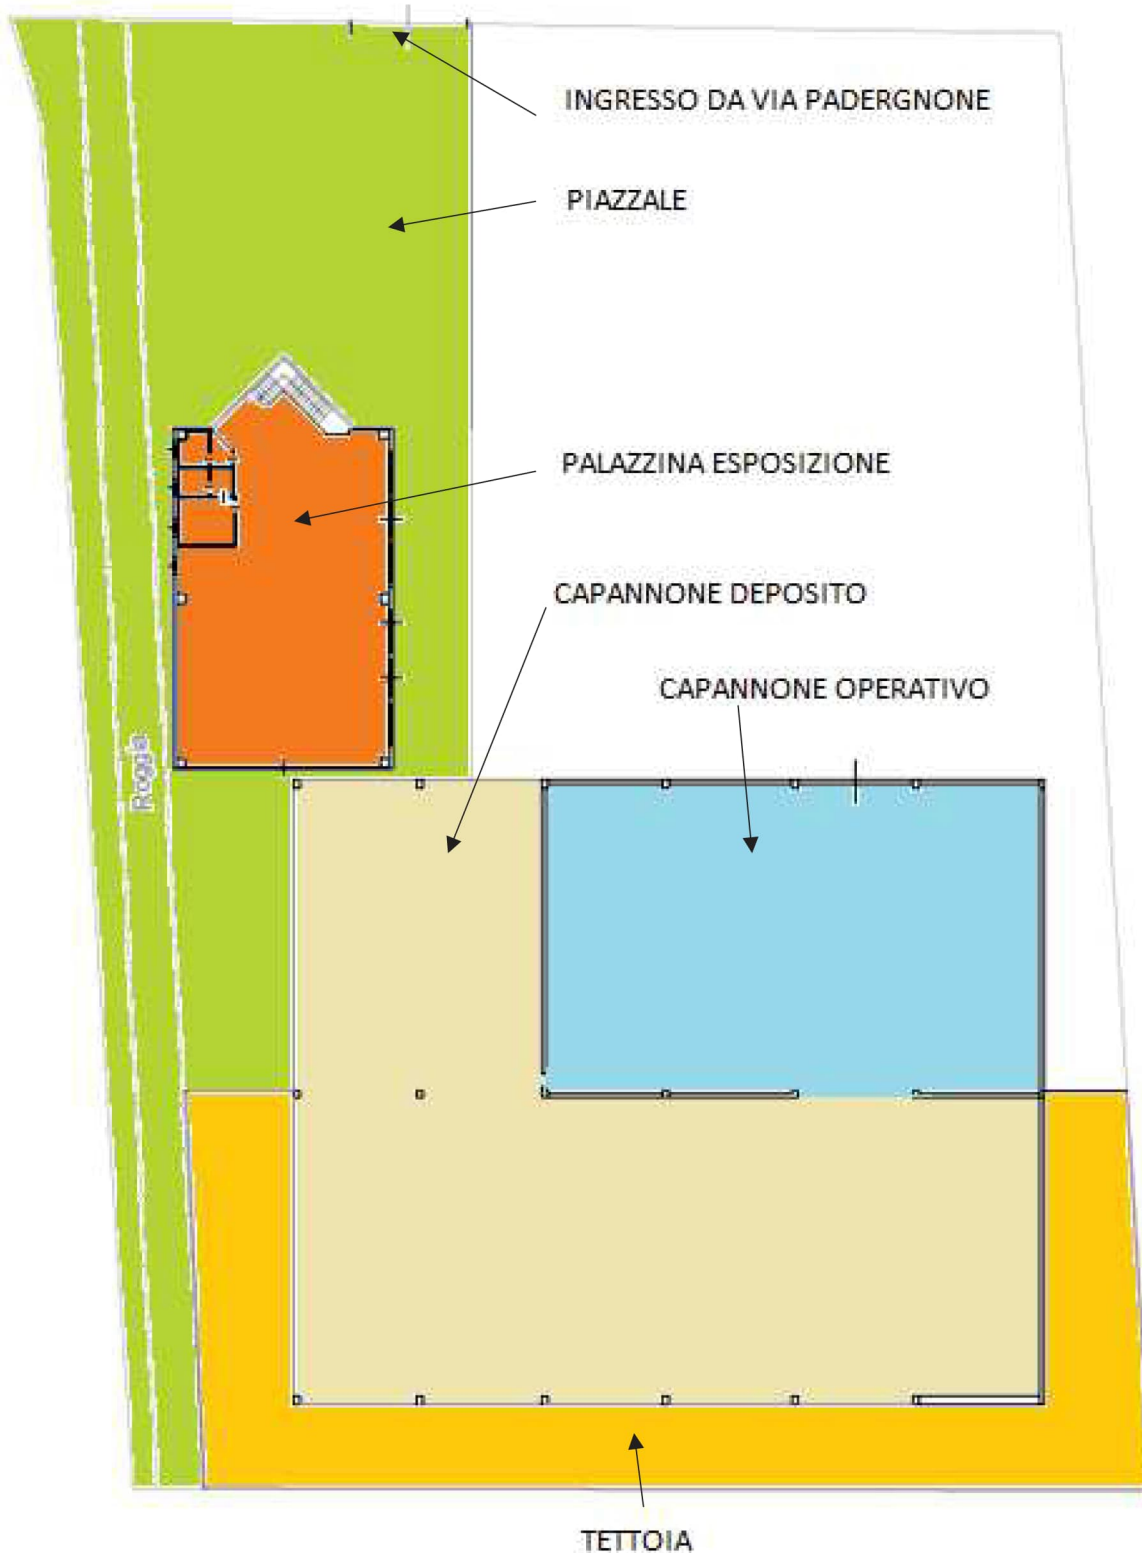 INGRESSO DA VIA PADERGNONE
PIAZZALE
PALAZZINA ESPOSIZIONE
CAPANNONE DEPOSITO
CAPANNONE OPERATIVO
Roggia
TETTOIA